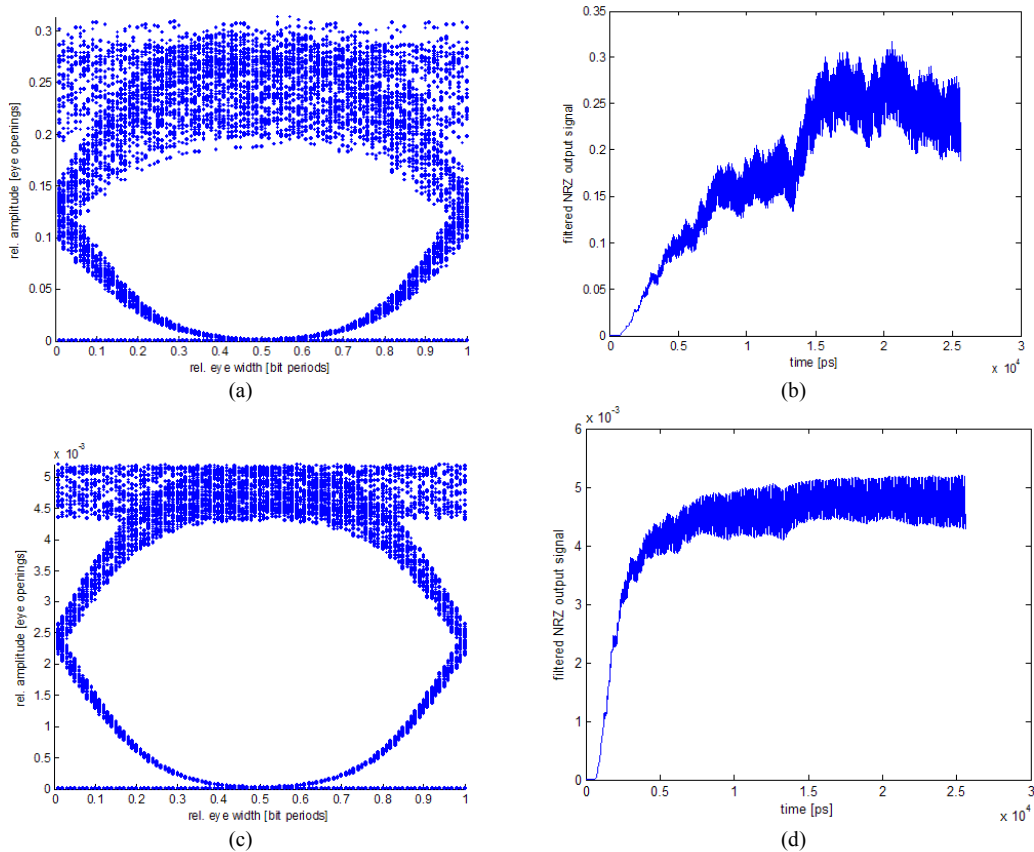 0.3
0.25
0.2
0.15
0.1
0.05
0
rel. amplitude [eye openings]
0 0.1 0.2 0.3 0.4 0.5 0.6 0.7 0.8 0.9 1
rel. eye width [bit periods]
(a)
0.35
0.3
0.25
0.2
0.15
0.1
0.05
0
filtered NRZ output signal
0 0.5 1 1.5 2 2.5 3
time [ps]
x 10^4
(b)
x 10^-3
5
4.5
4
3.5
3
2.5
2
1.5
1
0.5
0
rel. amplitude [eye openings]
0 0.1 0.2 0.3 0.4 0.5 0.6 0.7 0.8 0.9 1
rel. eye width [bit periods]
(c)
x 10^-3
6
5
4
3
2
1
0
filtered NRZ output signal
0 0.5 1 1.5 2 2.5 3
time [ps]
x 10^4
(d)